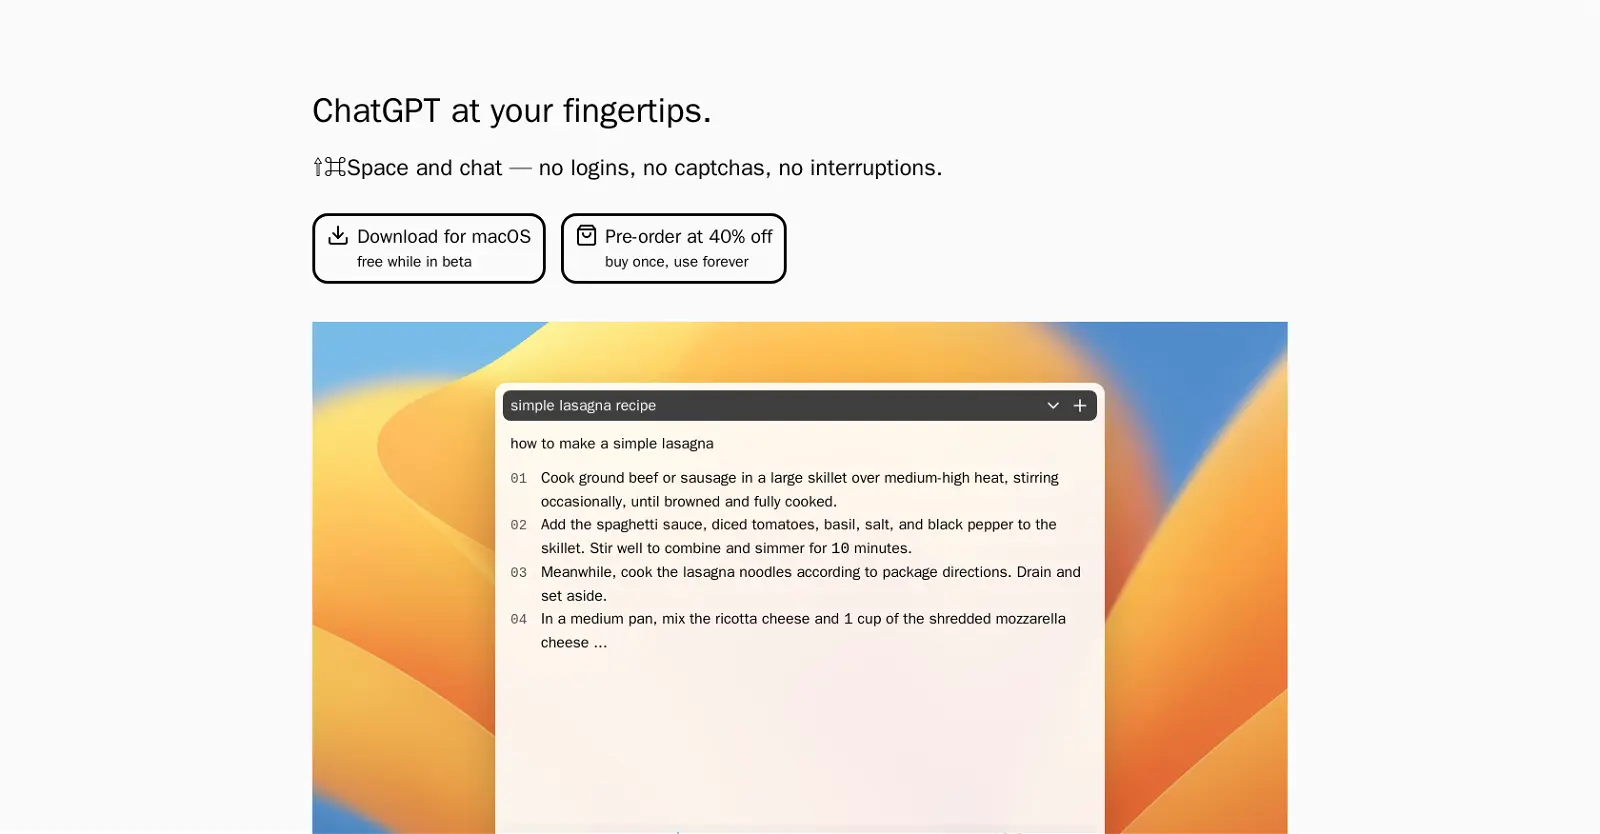 ChatGPT at your fingertips.
⇧⌘Space and chat — no logins, no captchas, no interruptions.
Download for macOS
free while in beta
Pre-order at 40% off
buy once, use forever
simple lasagna recipe
how to make a simple lasagna
01 Cook ground beef or sausage in a large skillet over medium-high heat, stirring
occasionally, until browned and fully cooked.
02 Add the spaghetti sauce, diced tomatoes, basil, salt, and black pepper to the
skillet. Stir well to combine and simmer for 10 minutes.
03 Meanwhile, cook the lasagna noodles according to package directions. Drain and
set aside.
04 In a medium pan, mix the ricotta cheese and 1 cup of the shredded mozzarella
cheese ...